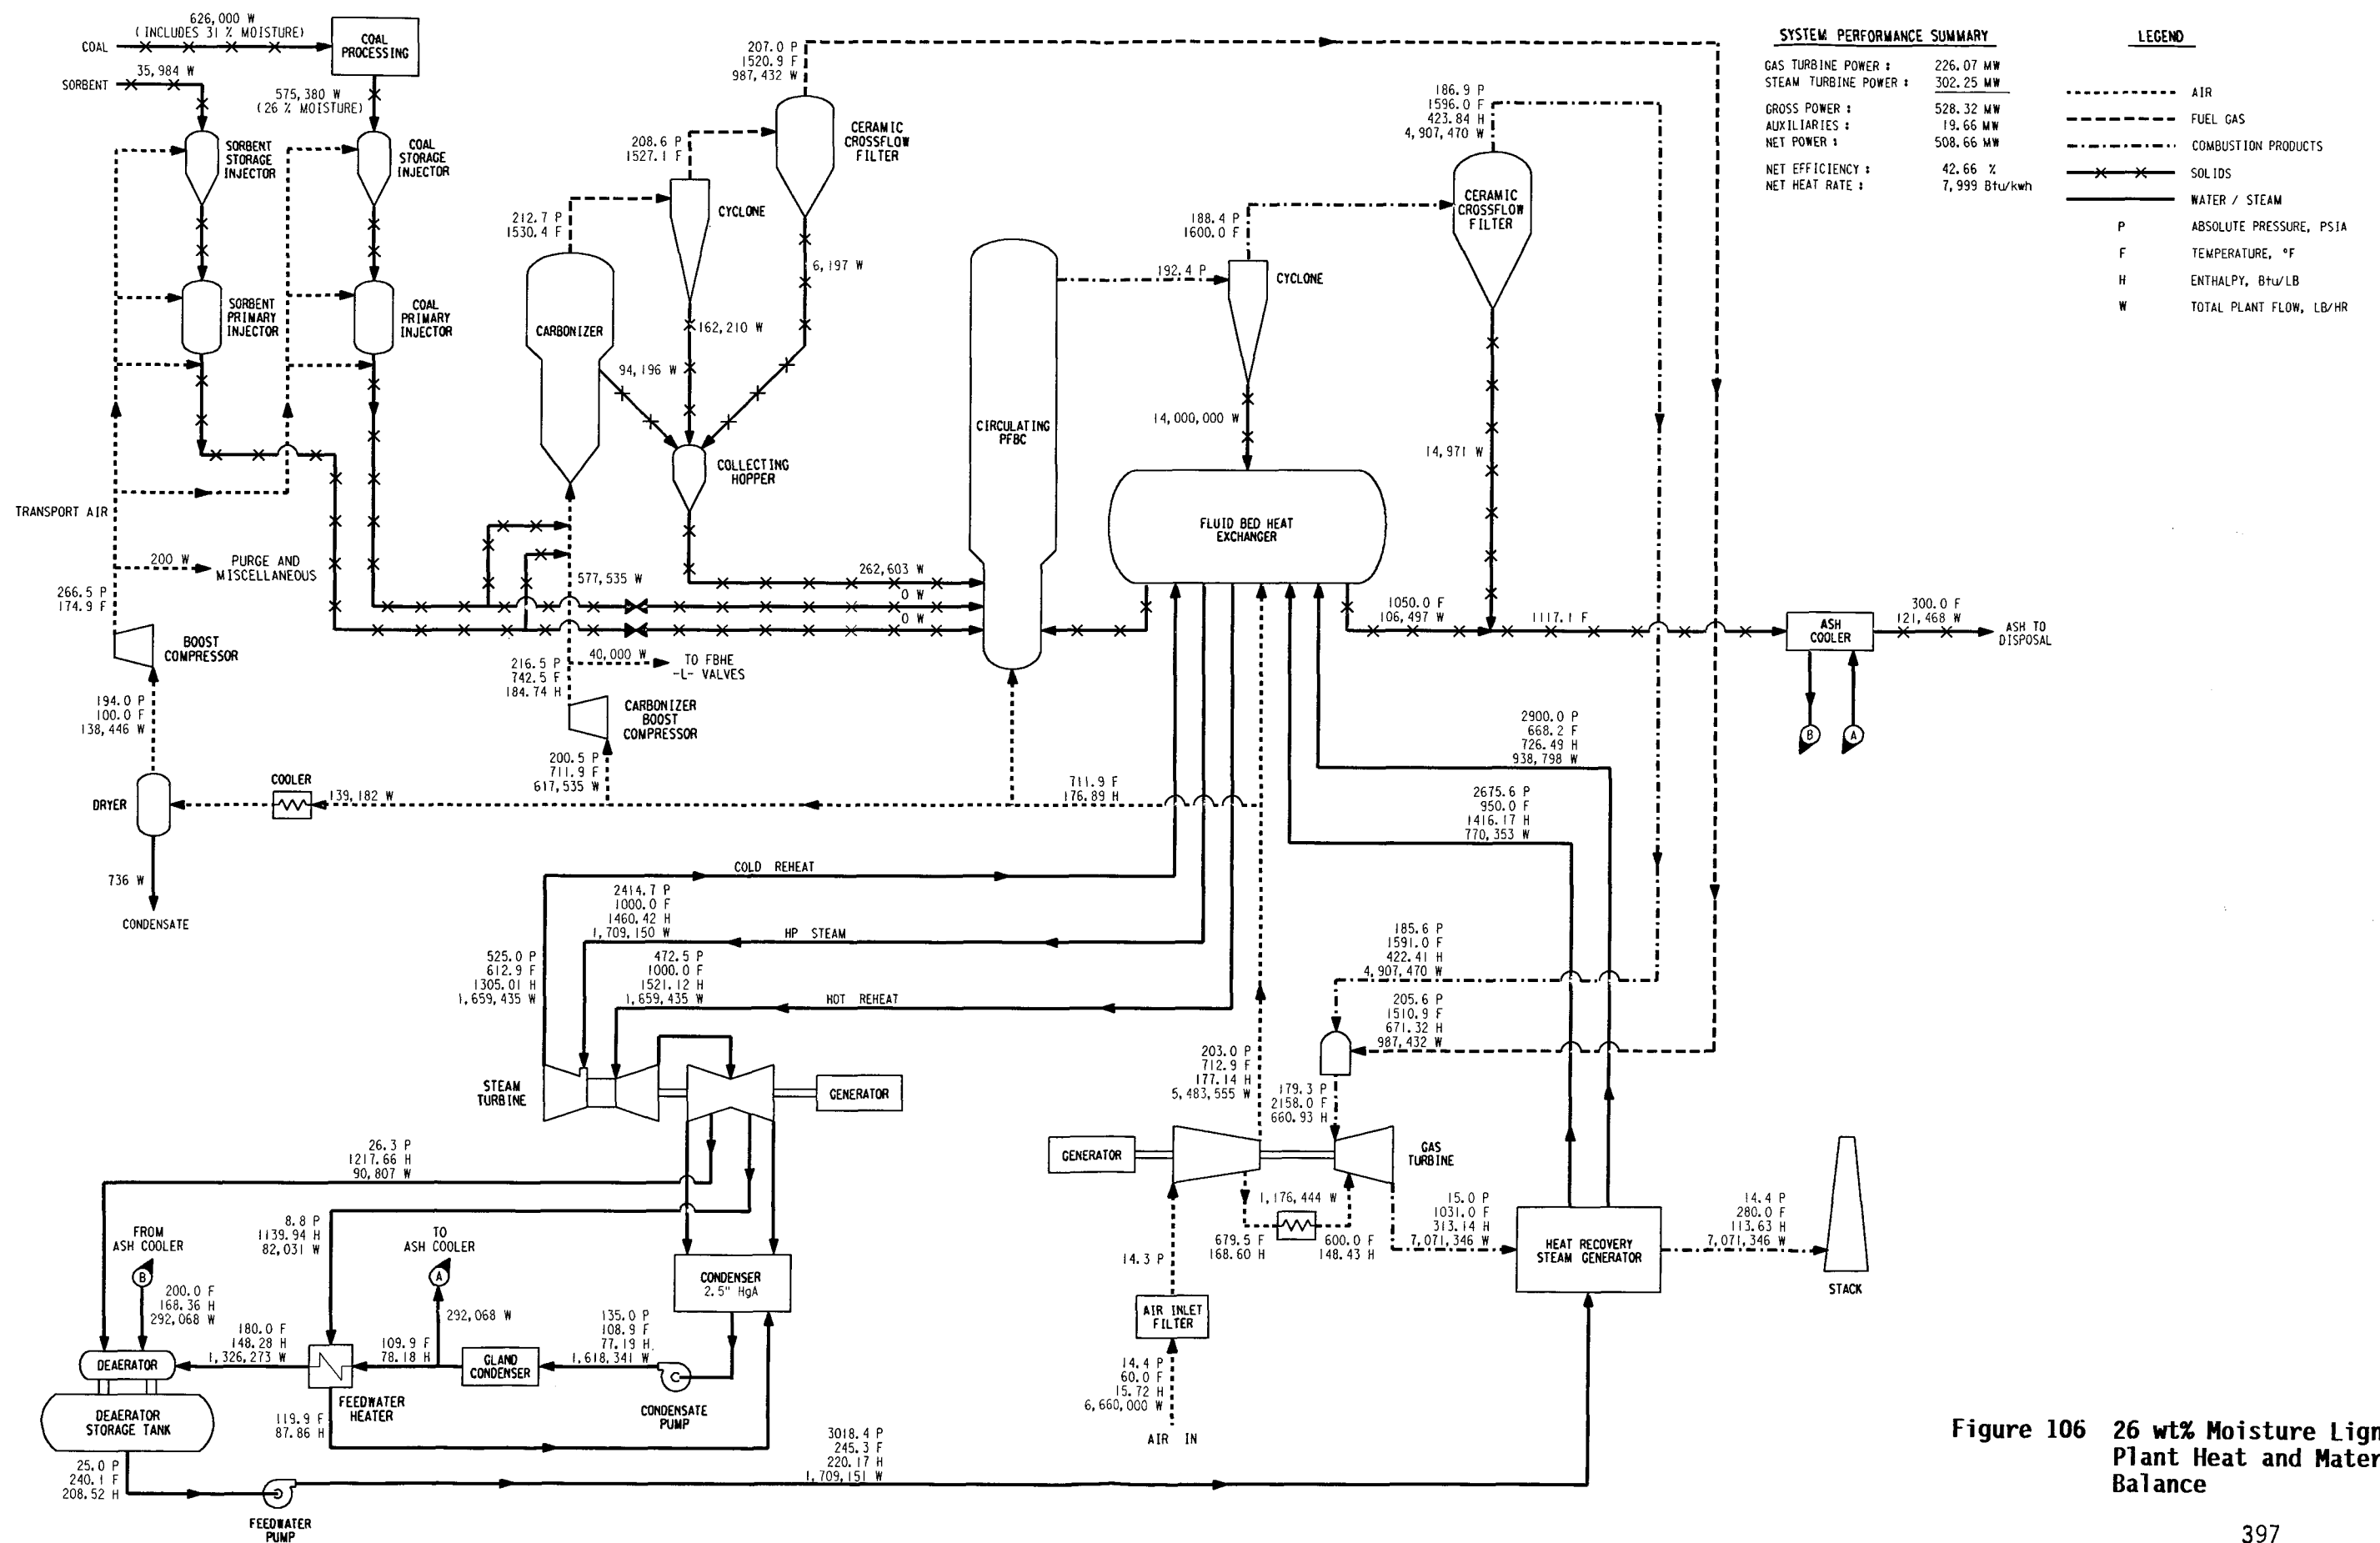 626,000 W
(INCLUDES 31 % MOISTURE)
COAL
COAL
PROCESSING
SORBENT
35,984 W
575,380 W
(26 % MOISTURE)
SORBENT
STORAGE
INJECTOR
COAL
STORAGE
INJECTOR
SORBENT
PRIMARY
INJECTOR
COAL
PRIMARY
INJECTOR
TRANSPORT AIR
200 W
PURGE AND
MISCELLANEOUS
266.5 P
174.9 F
BOOST
COMPRESSOR
194.0 P
100.0 F
138,446 W
DRYER
COOLER
139,182 W
736 W
CONDENSATE
207.0 P
1520.9 F
987,432 W
CERAMIC
CROSSFLOW
FILTER
208.6 P
1527.1 F
CYCLONE
212.7 P
1530.4 F
CARBONIZER
6,197 W
162,210 W
94,196 W
COLLECTING
HOPPER
577,535 W
262,603 W
0 W
0 W
40,000 W
TO FBHE
-L- VALVES
216.5 P
742.5 F
184.74 H
CARBONIZER
BOOST
COMPRESSOR
200.5 P
711.9 F
617,535 W
CIRCULATING
PFBC
192.4 P
188.4 P
1600.0 F
CYCLONE
14,000,000 W
FLUID BED HEAT
EXCHANGER
186.9 P
1596.0 F
423.84 H
4,907,470 W
CERAMIC
CROSSFLOW
FILTER
14,971 W
1050.0 F
106,497 W
1117.1 F
ASH
COOLER
300.0 F
121,468 W
ASH TO
DISPOSAL
B
A
SYSTEM PERFORMANCE SUMMARY
GAS TURBINE POWER : 226.07 MW
STEAM TURBINE POWER : 302.25 MW
GROSS POWER : 528.32 MW
AUXILIARIES : 19.66 MW
NET POWER : 508.66 MW
NET EFFICIENCY : 42.66 %
NET HEAT RATE : 7,999 Btu/kwh
LEGEND
AIR
FUEL GAS
COMBUSTION PRODUCTS
SOLIDS
WATER / STEAM
P ABSOLUTE PRESSURE, PSIA
F TEMPERATURE, °F
H ENTHALPY, Btu/LB
W TOTAL PLANT FLOW, LB/HR
711.9 F
176.89 H
2900.0 P
668.2 F
726.49 H
938,798 W
2675.6 P
950.0 F
1416.17 H
770,353 W
COLD REHEAT
2414.7 P
1000.0 F
1460.42 H
1,709,150 W
HP STEAM
525.0 P
612.9 F
1305.01 H
1,659,435 W
472.5 P
1000.0 F
1521.12 H
1,659,435 W
HOT REHEAT
STEAM
TURBINE
GENERATOR
185.6 P
1591.0 F
422.41 H
4,907,470 W
205.6 P
1510.9 F
671.32 H
987,432 W
203.0 P
712.9 F
177.14 H
5,483,555 W
179.3 P
2158.0 F
660.93 H
GENERATOR
GAS
TURBINE
1,176,444 W
679.5 F
168.60 H
600.0 F
148.43 H
15.0 P
1031.0 F
313.14 H
7,071,346 W
HEAT RECOVERY
STEAM GENERATOR
14.4 P
280.0 F
113.63 H
7,071,346 W
STACK
14.3 P
AIR INLET
FILTER
14.4 P
60.0 F
15.72 H
6,660,000 W
AIR IN
26.3 P
1217.66 H
90,807 W
8.8 P
1139.94 H
82,031 W
FROM
ASH COOLER
B
200.0 F
168.36 H
292,068 W
TO
ASH COOLER
A
292,068 W
CONDENSER
2.5" HgA
135.0 P
108.9 F
77.19 H
1,618,341 W
CONDENSATE
PUMP
GLAND
CONDENSER
109.9 F
78.18 H
FEEDWATER
HEATER
180.0 F
148.28 H
1,326,273 W
DEAERATOR
DEAERATOR
STORAGE TANK
119.9 F
87.86 H
25.0 P
240.1 F
208.52 H
FEEDWATER
PUMP
3018.4 P
245.3 F
220.17 H
1,709,151 W
Figure 106 26 wt% Moisture Lign
Plant Heat and Mater
Balance
397